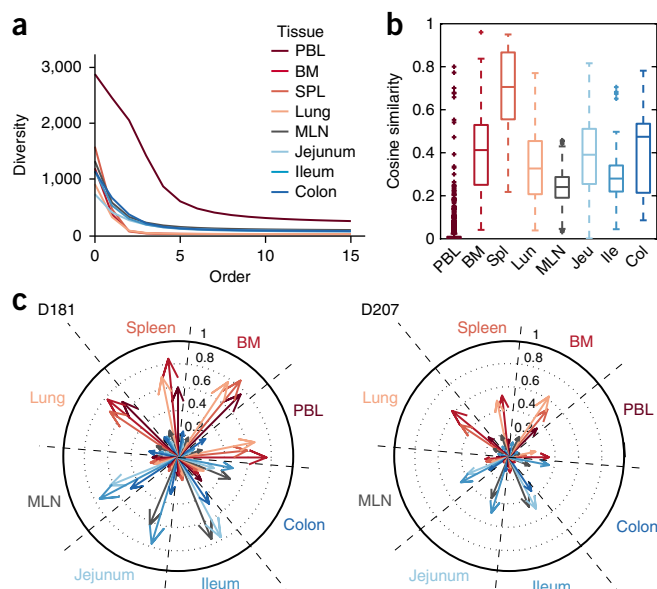 a
Tissue
PBL
BM
SPL
Lung
MLN
Jejunum
Ileum
Colon
Diversity
3,000
2,000
1,000
0
0
5
10
15
Order
b
Cosine similarity
1
0.8
0.6
0.4
0.2
0
PBL
BM
Spl
Lun
MLN
Jeu
Ile
Col
c
D181
Spleen
1
BM
0.8
0.6
0.4
0.2
Lung
PBL
MLN
Colon
Jejunum
Ileum
D207
Spleen
1
BM
0.8
0.6
0.4
0.2
Lung
PBL
MLN
Colon
Jejunum
Ileum